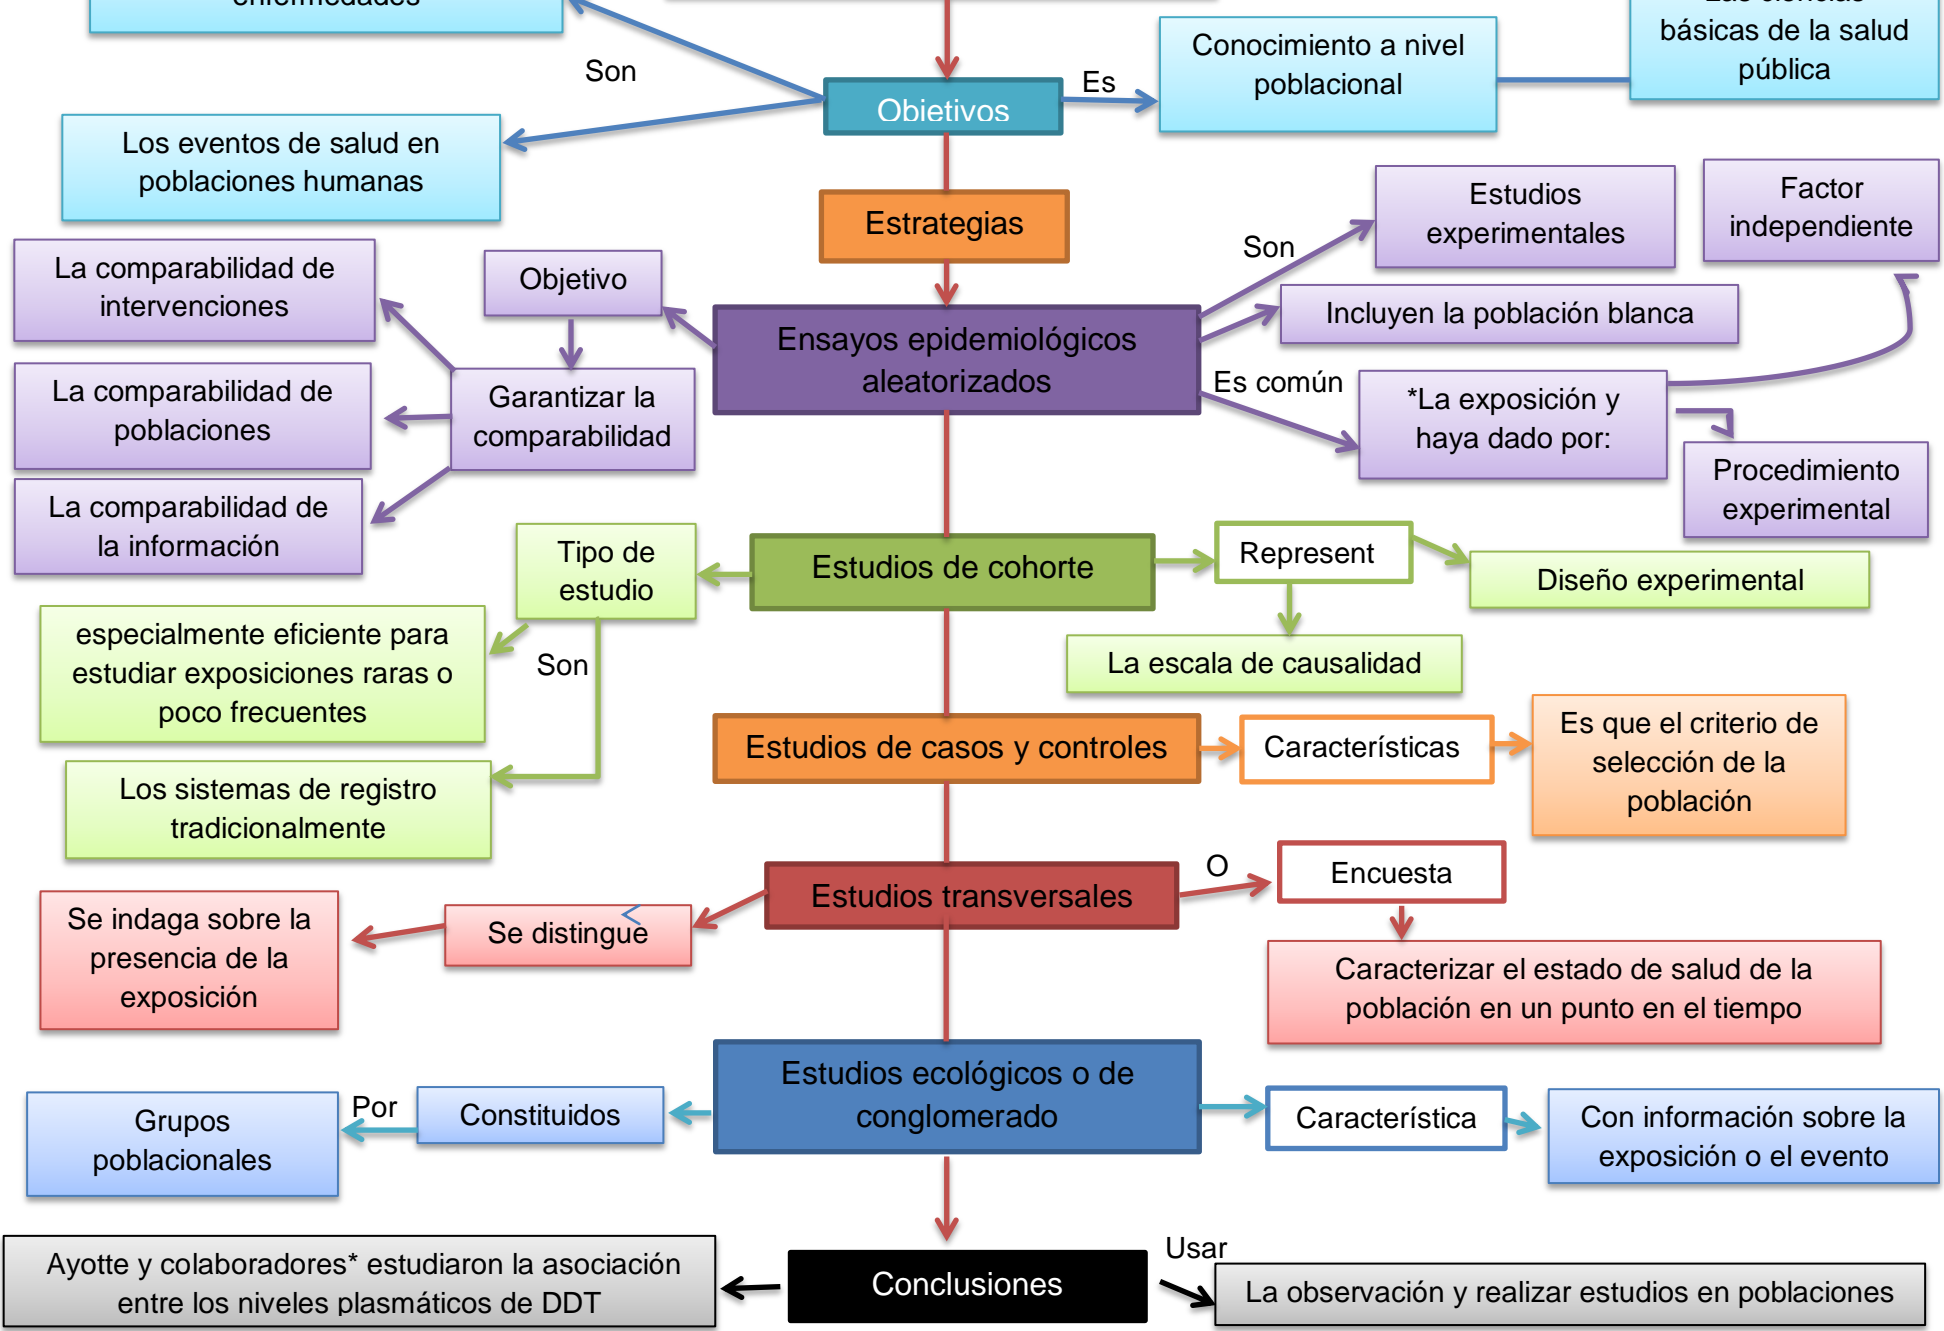 enfermedades
Las ciencias
básicas de la salud
pública
Conocimiento a nivel
poblacional
Son
Es
Objetivos
Los eventos de salud en
poblaciones humanas
Estrategias
Estudios
experimentales
Factor
independiente
Son
La comparabilidad de
intervenciones
Objetivo
Incluyen la población blanca
Ensayos epidemiológicos
aleatorizados
Es común
La comparabilidad de
poblaciones
Garantizar la
comparabilidad
*La exposición y
haya dado por:
Procedimiento
experimental
La comparabilidad de
la información
Tipo de
estudio
Estudios de cohorte
Represent
Diseño experimental
especialmente eficiente para
estudiar exposiciones raras o
poco frecuentes
Son
La escala de causalidad
Estudios de casos y controles
Características
Es que el criterio de
selección de la
población
Los sistemas de registro
tradicionalmente
Estudios transversales
O
Encuesta
Se indaga sobre la
presencia de la
exposición
Se distingue
Caracterizar el estado de salud de la
población en un punto en el tiempo
Estudios ecológicos o de
conglomerado
Grupos
poblacionales
Por
Constituidos
Característica
Con información sobre la
exposición o el evento
Ayotte y colaboradores* estudiaron la asociación
entre los niveles plasmáticos de DDT
Conclusiones
Usar
La observación y realizar estudios en poblaciones